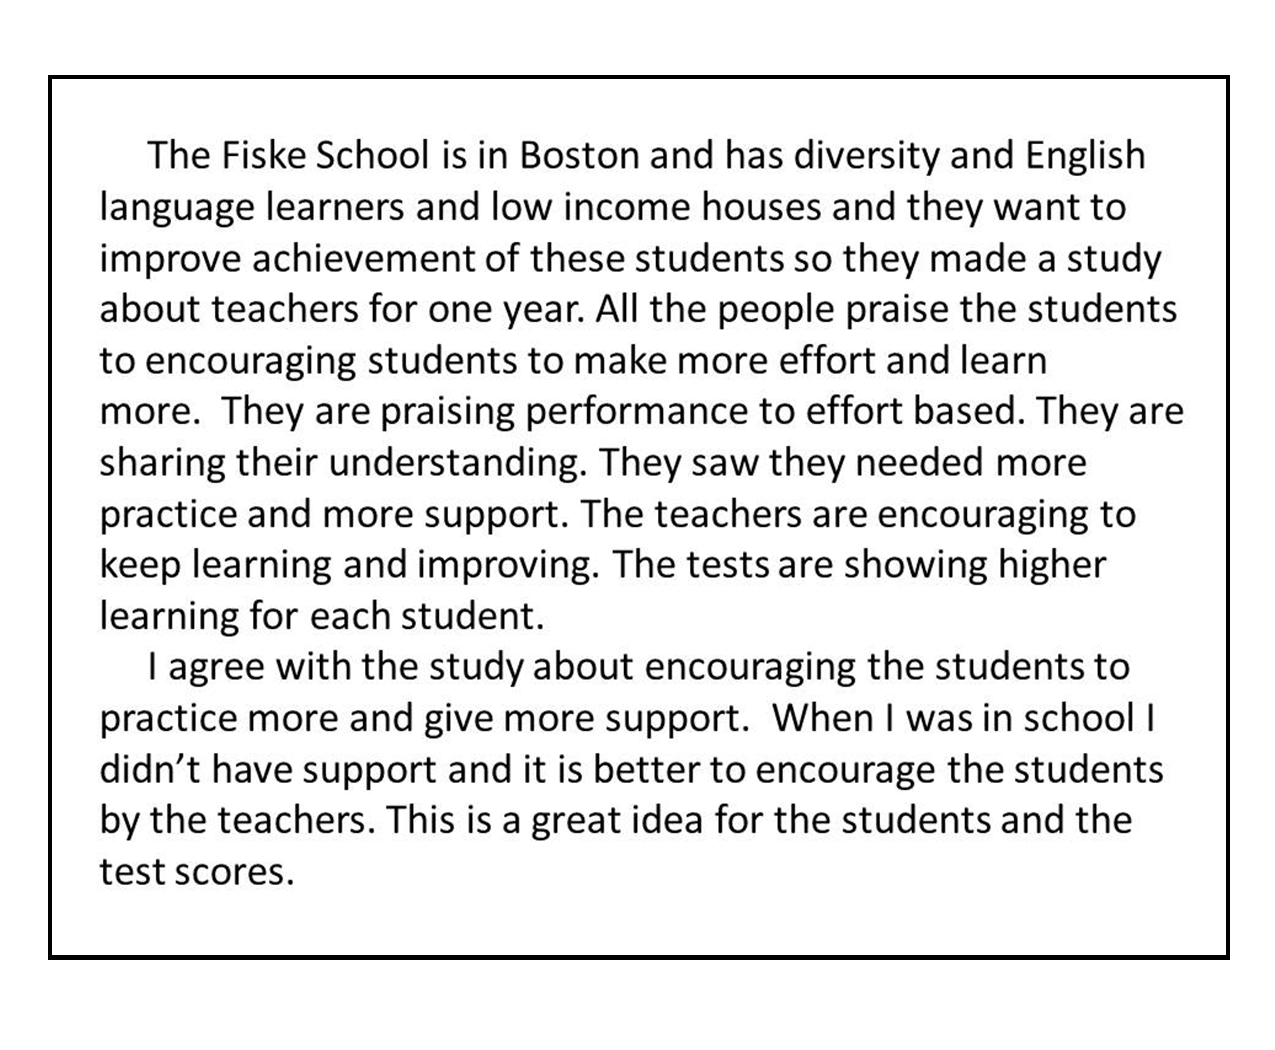 The Fiske School is in Boston and has diversity and English
language learners and low income houses and they want to
improve achievement of these students so they made a study
about teachers for one year. All the people praise the students
to encouraging students to make more effort and learn
more.  They are praising performance to effort based. They are
sharing their understanding. They saw they needed more
practice and more support. The teachers are encouraging to
keep learning and improving. The tests are showing higher
learning for each student.
I agree with the study about encouraging the students to
practice more and give more support.  When I was in school I
didn’t have support and it is better to encourage the students
by the teachers. This is a great idea for the students and the
test scores.